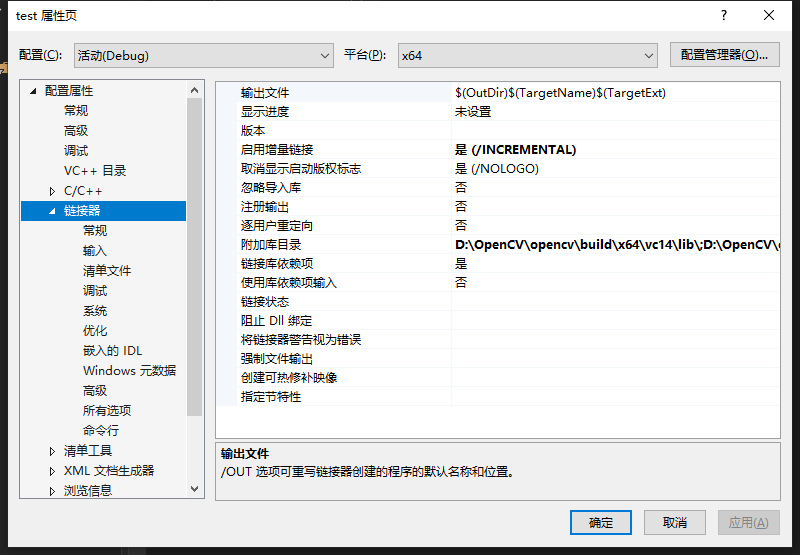 test 属性页
配置(C): 活动(Debug) 平台(P): x64 配置管理器(O)...
配置属性
常规
高级
调试
VC++ 目录
C/C++
链接器
常规
输入
清单文件
调试
系统
优化
嵌入的 IDL
Windows 元数据
高级
所有选项
命令行
清单工具
XML 文档生成器
浏览信息
输出文件 $(OutDir)$(TargetName)$(TargetExt)
显示进度 未设置
版本
启用增量链接 是 (/INCREMENTAL)
取消显示启动版权标志 是 (/NOLOGO)
忽略导入库 否
注册输出 否
逐用户重定向 否
附加库目录 D:\OpenCV\opencv\build\x64\vc14\lib\;D:\OpenCV\
链接库依赖项 是
使用库依赖项输入 否
链接状态
阻止 Dll 绑定
将链接器警告视为错误
强制文件输出
创建可热修补映像
指定节特性
输出文件
/OUT 选项可重写链接器创建的程序的默认名称和位置。
确定 取消 应用(A)